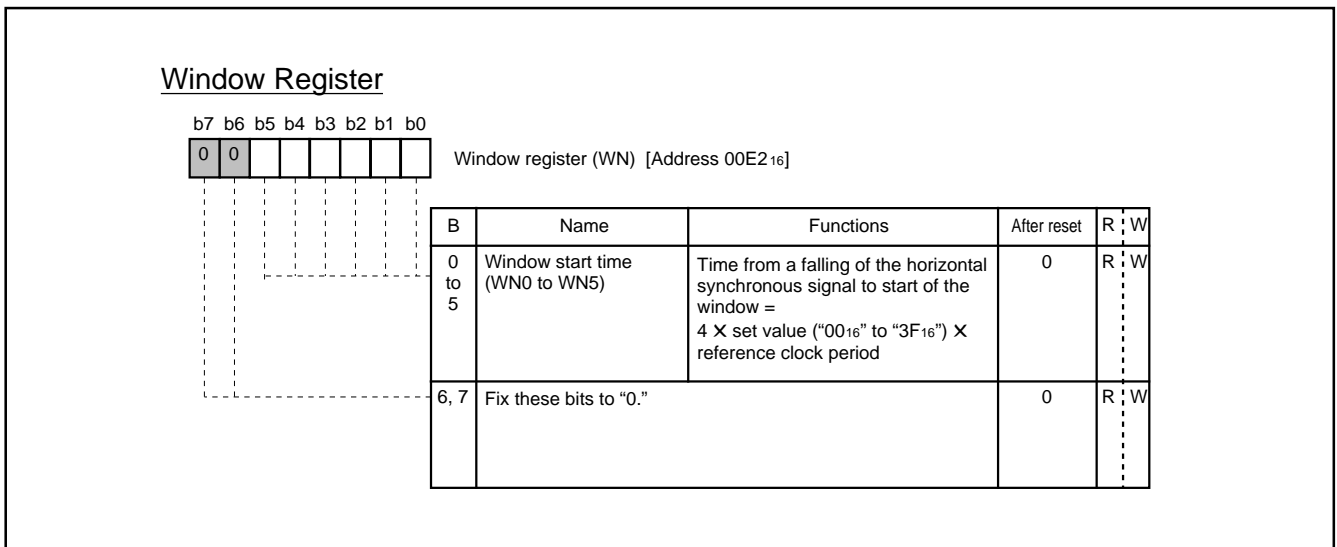 Window Register
b7 b6 b5 b4 b3 b2 b1 b0
0 0
Window register (WN) [Address 00E216]
B Name Functions After reset R W
0 to 5
Window start time (WN0 to WN5)
Time from a falling of the horizontal
synchronous signal to start of the
window =
4 X set value (“0016” to “3F16”) X
reference clock period
0 R W
6, 7 Fix these bits to “0.” 0 R W